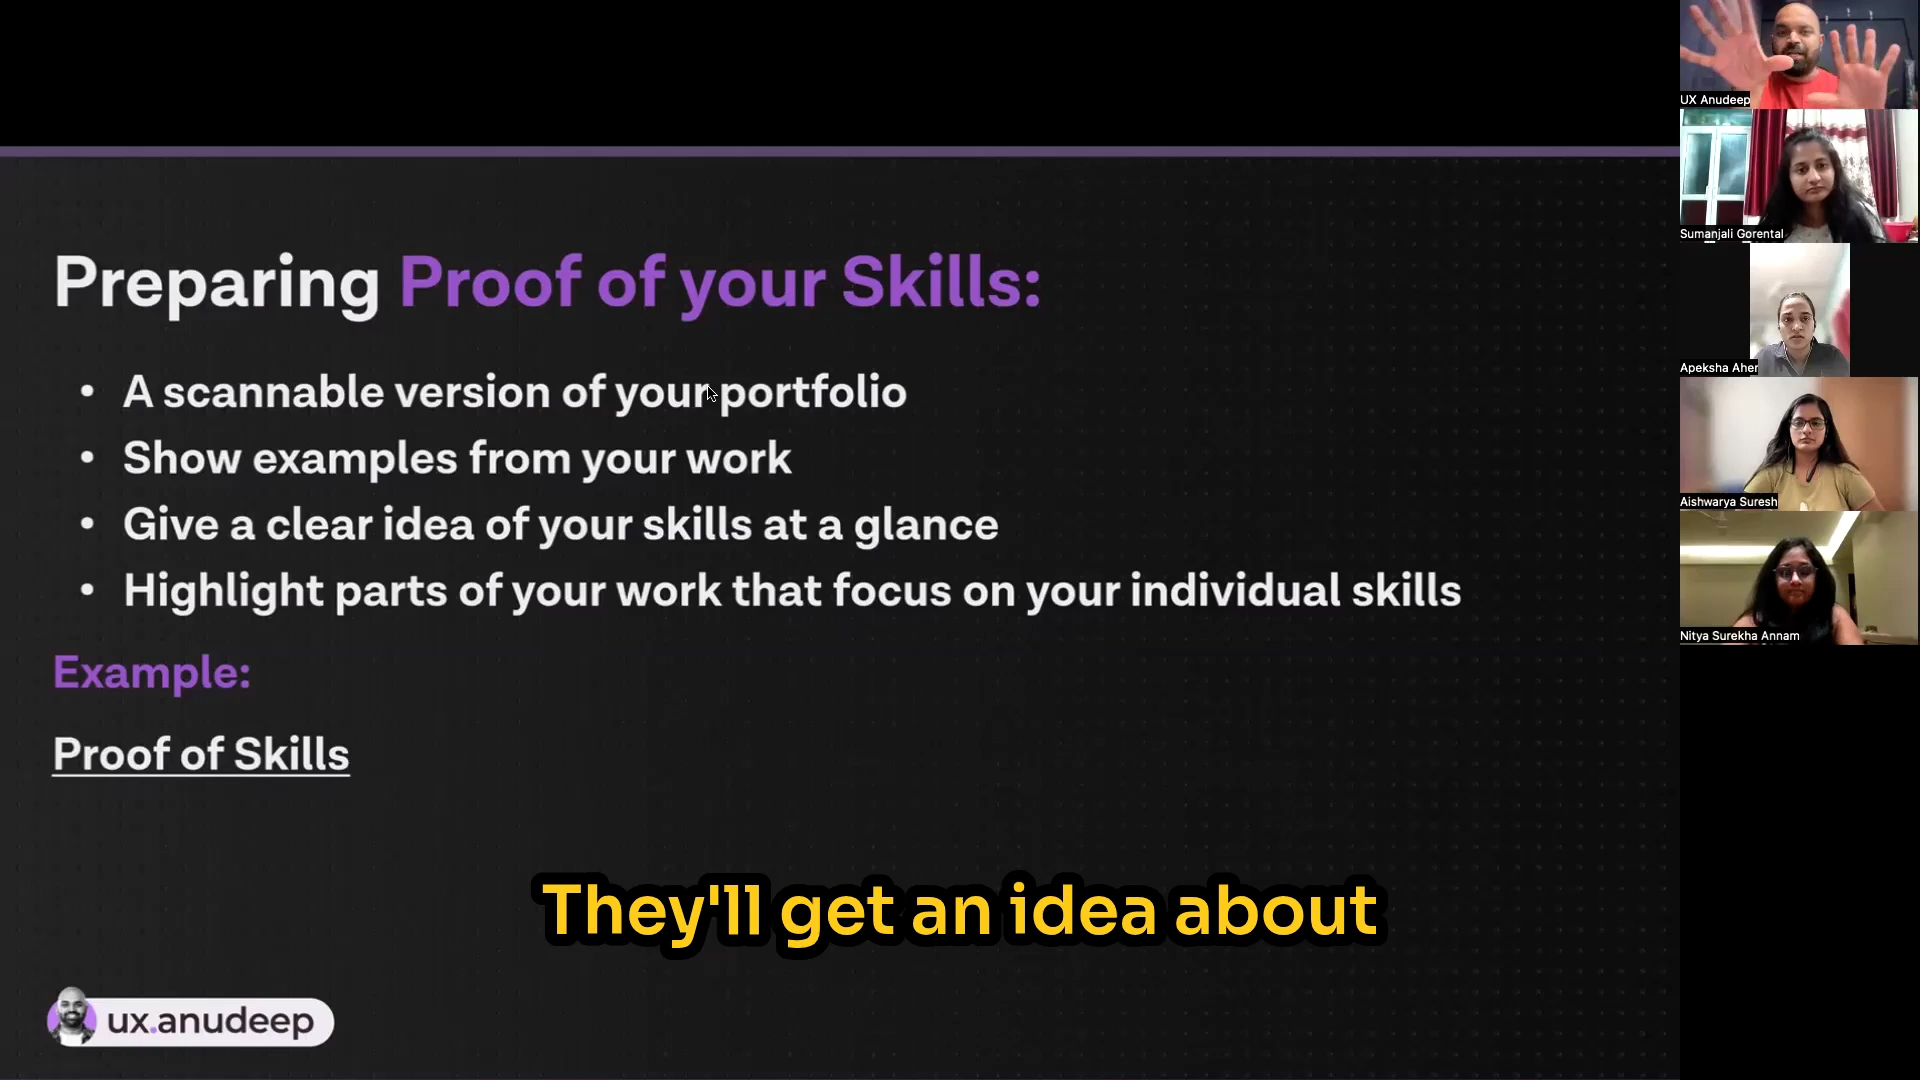 Preparing Proof of your Skills:
• A scannable version of your portfolio
• Show examples from your work
• Give a clear idea of your skills at a glance
• Highlight parts of your work that focus on your individual skills
Example:
Proof of Skills
They'll get an idea about
ux.anudeep
UX Anudeep
Sumanjali Gorental
Apeksha Aher
Aishwarya Suresh
Nitya Surekha Annam